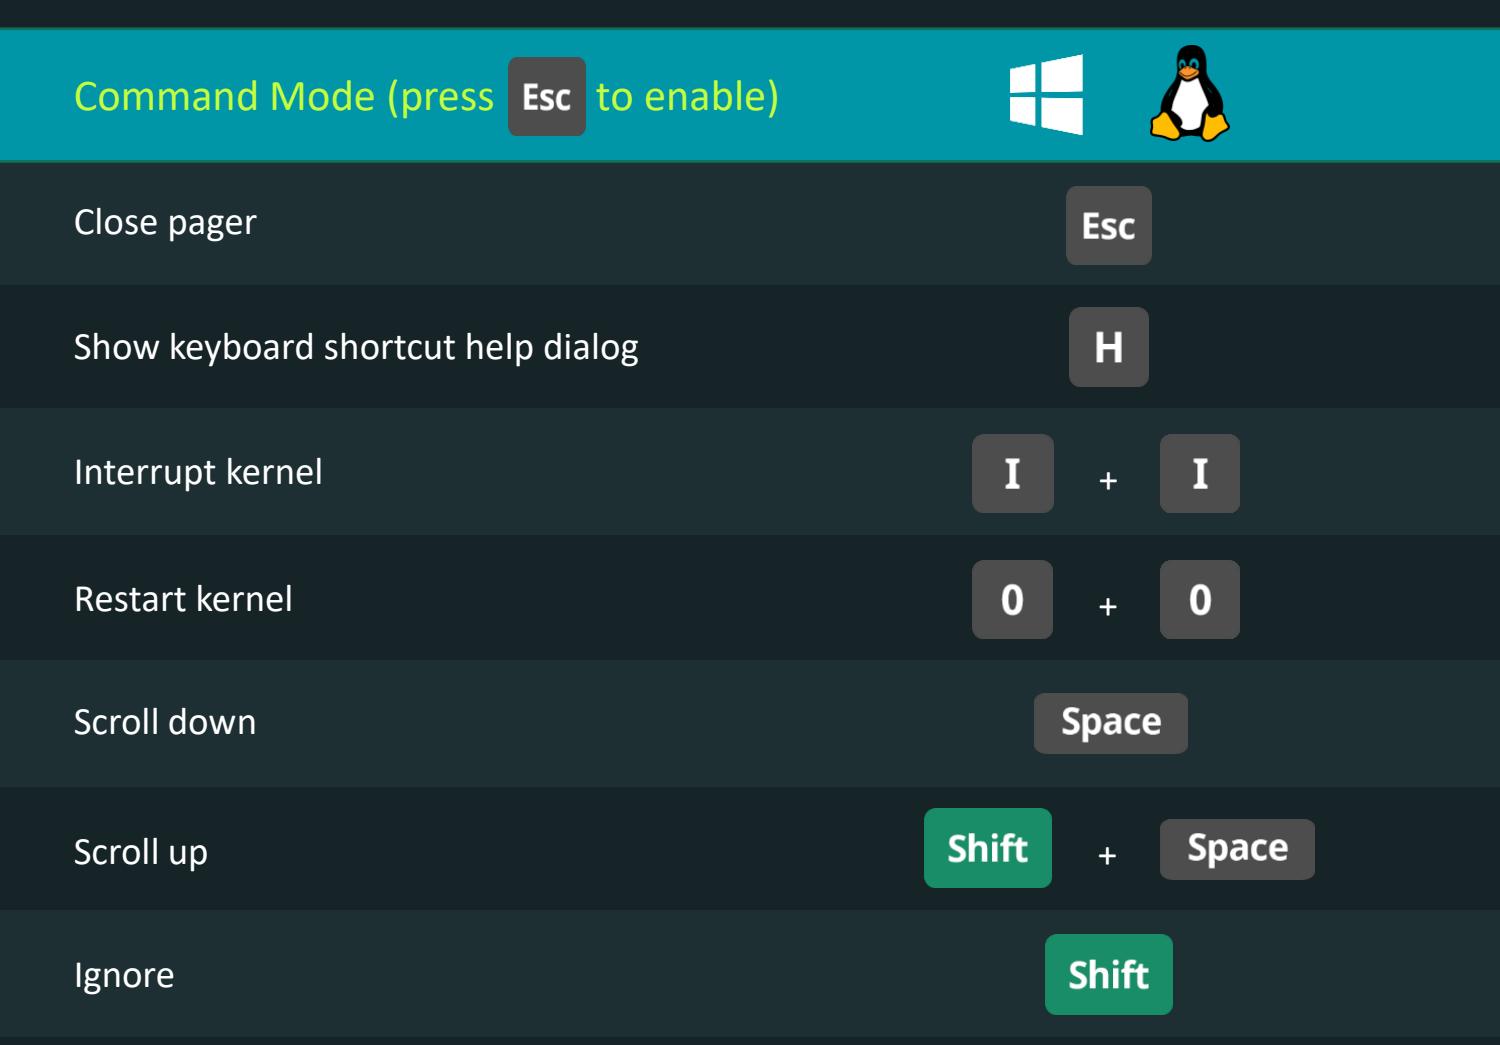 Command Mode (press Esc to enable)
Close pager Esc
Show keyboard shortcut help dialog H
Interrupt kernel I + I
Restart kernel 0 + 0
Scroll down Space
Scroll up Shift + Space
Ignore Shift